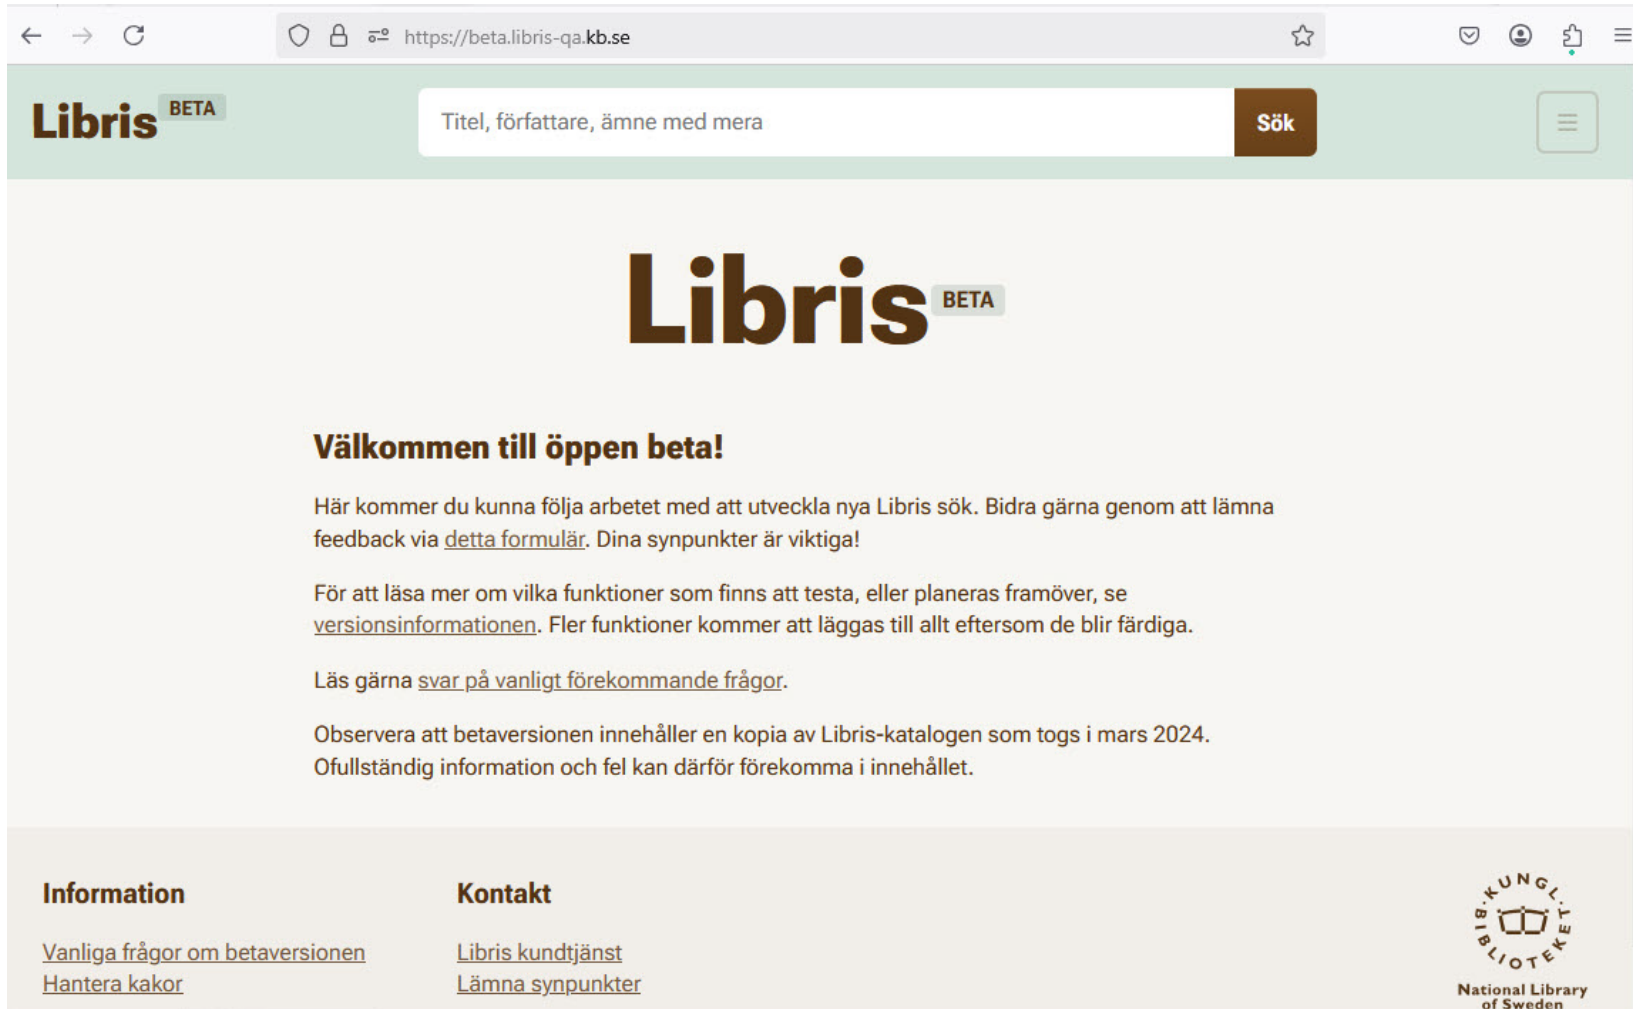 https://beta.libris-qa.kb.se
Libris BETA
Titel, författare, ämne med mera
Sök
Libris BETA
Välkommen till öppen beta!
Här kommer du kunna följa arbetet med att utveckla nya Libris sök. Bidra gärna genom att lämna
feedback via detta formulär. Dina synpunkter är viktiga!
För att läsa mer om vilka funktioner som finns att testa, eller planeras framöver, se
versionsinformationen. Fler funktioner kommer att läggas till allt eftersom de blir färdiga.
Läs gärna svar på vanligt förekommande frågor.
Observera att betaversionen innehåller en kopia av Libris-katalogen som togs i mars 2024.
Ofullständig information och fel kan därför förekomma i innehållet.
Information
Vanliga frågor om betaversionen
Hantera kakor
Kontakt
Libris kundtjänst
Lämna synpunkter
KUNGL·BIBLIOTEKET·
National Library
of Sweden